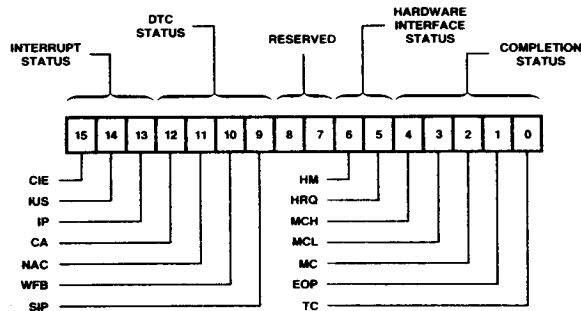 HARDWARE
INTERFACE
STATUS
DTC
STATUS
RESERVED
INTERRUPT
STATUS
COMPLETION
STATUS
15 14 13 12 11 10 9 8 7 6 5 4 3 2 1 0
CIE
HM
IUS
HRQ
IP
MCH
CA
MCL
NAC
MC
WFB
EOP
SIP
TC